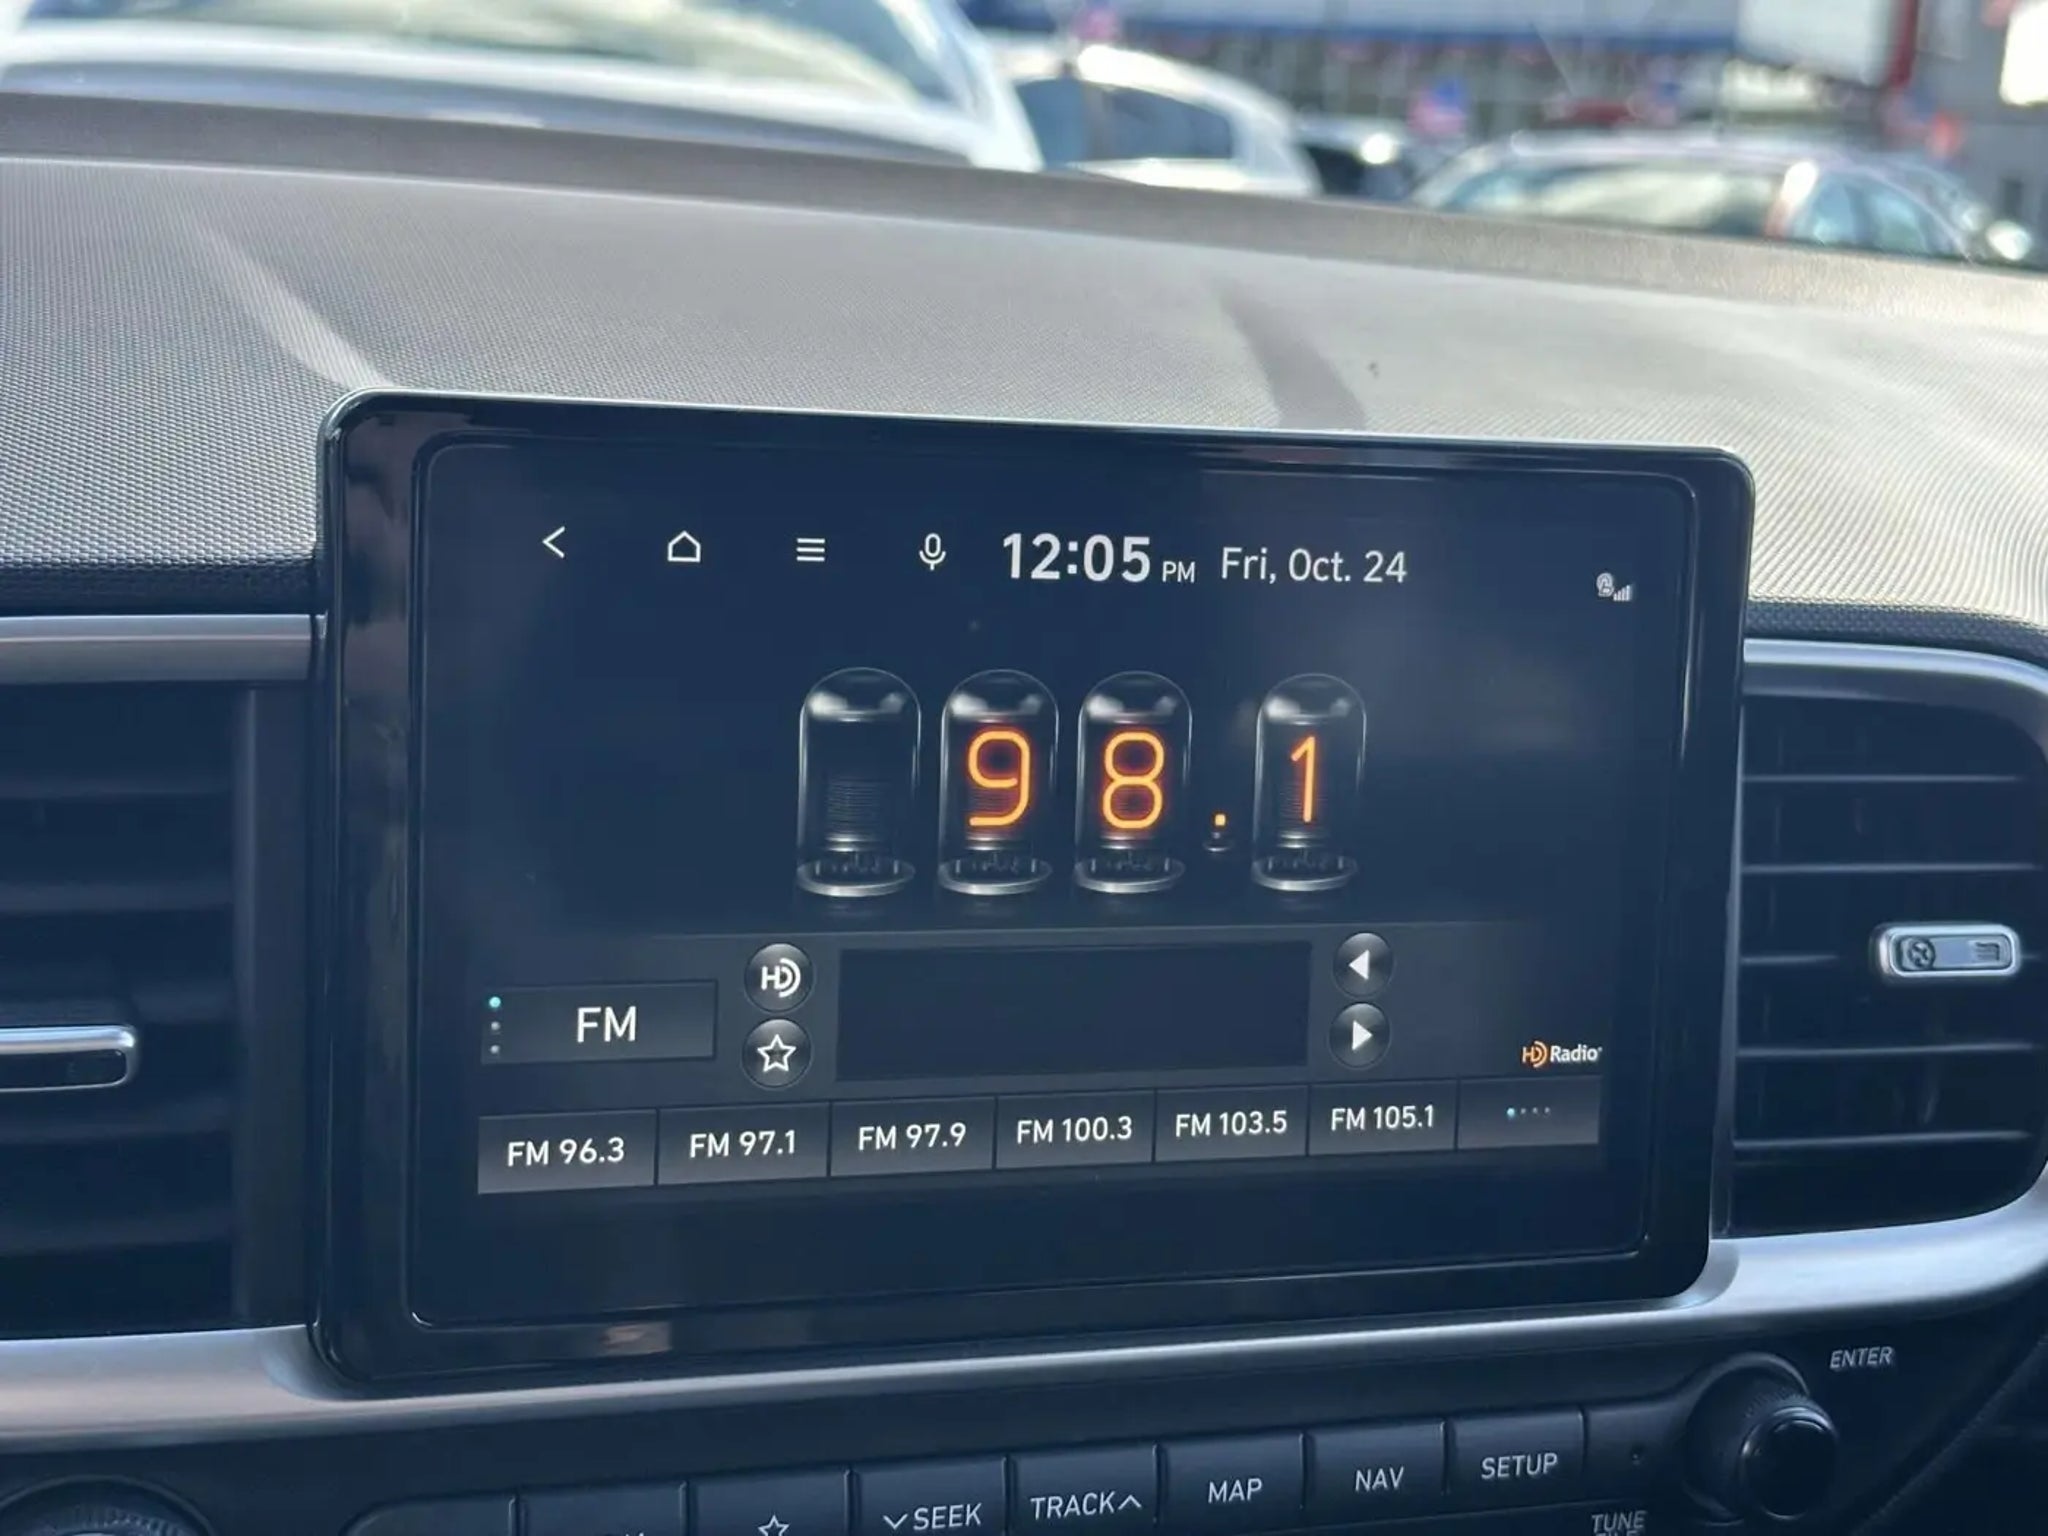 12:05 PM Fri, Oct. 24
98.1
HD
FM
HD Radio
FM 96.3 FM 97.1 FM 97.9 FM 100.3 FM 103.5 FM 105.1
ENTER
SEEK TRACK MAP NAV SETUP
TUNE